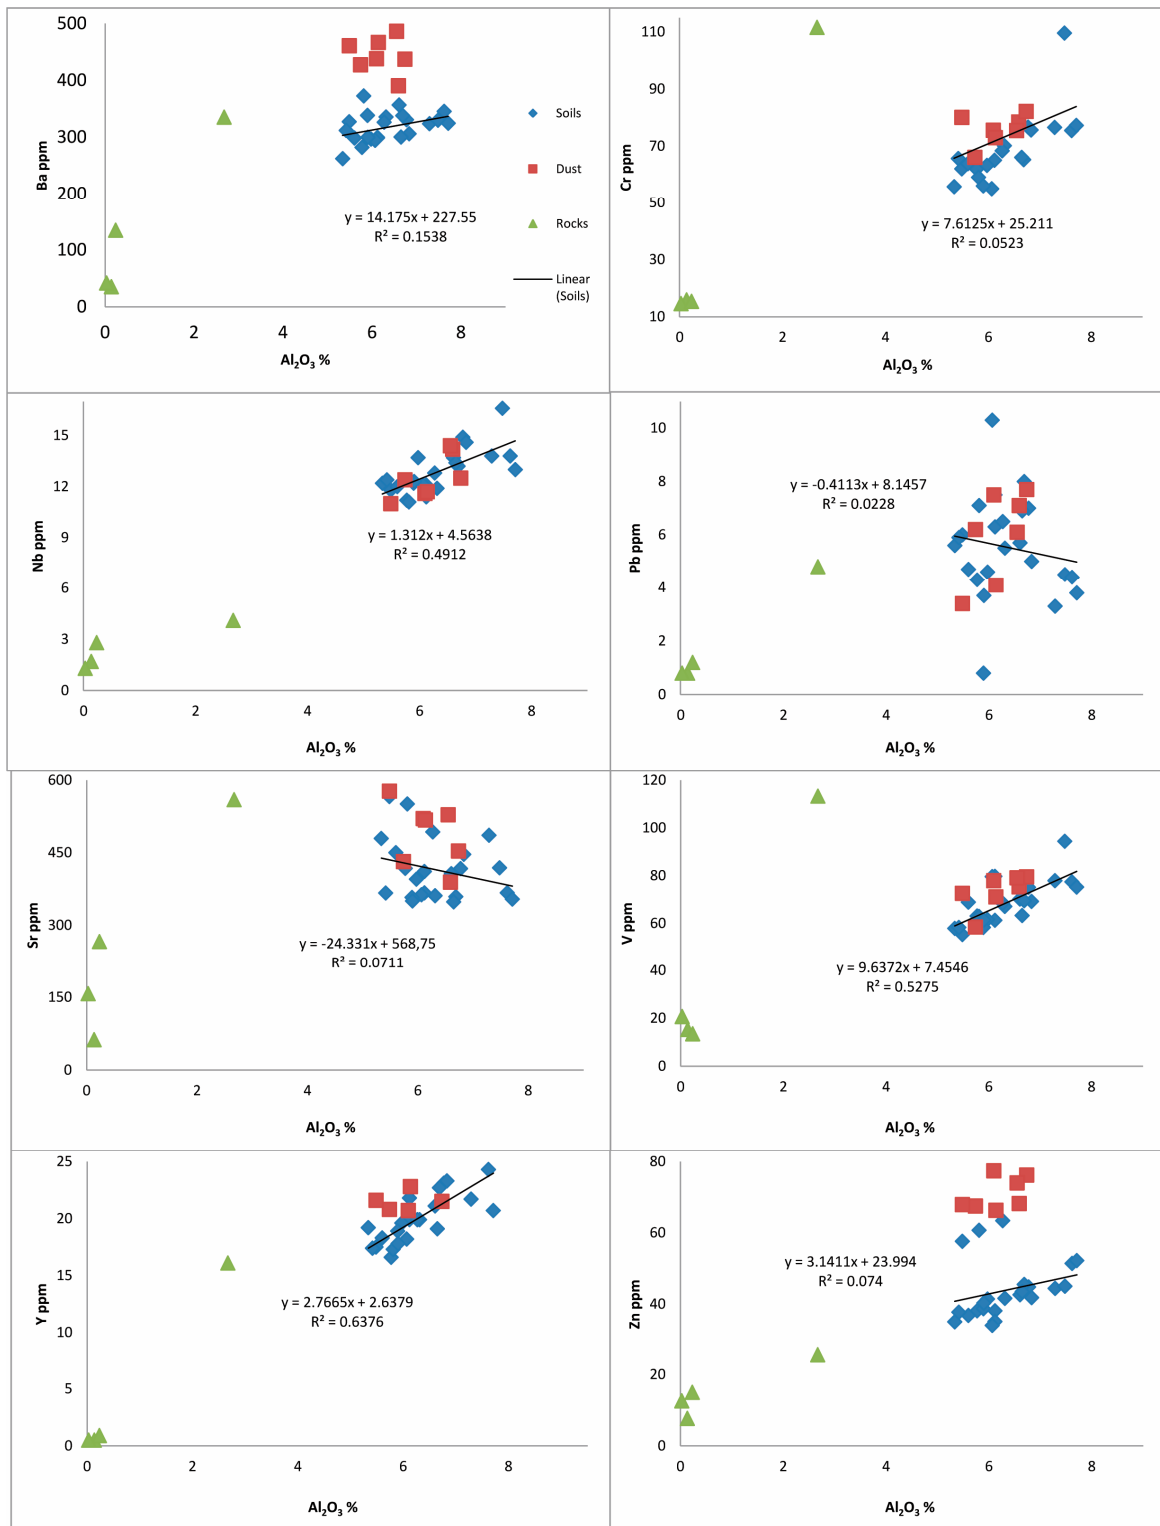 500
400
300
200
100
0
Ba ppm
0 2 4 6 8
Al₂O₃ %
y = 14.175x + 227.55
R² = 0.1538
Soils
Dust
Rocks
Linear
(Soils)
110
90
70
50
30
10
Cr ppm
0 2 4 6 8
Al₂O₃ %
y = 7.6125x + 25.211
R² = 0.0523
15
12
9
6
3
0
Nb ppm
0 2 4 6 8
Al₂O₃ %
y = 1.312x + 4.5638
R² = 0.4912
10
8
6
4
2
0
Pb ppm
0 2 4 6 8
Al₂O₃ %
y = -0.4113x + 8.1457
R² = 0.0228
600
450
300
150
0
Sr ppm
0 2 4 6 8
Al₂O₃ %
y = -24.331x + 568,75
R² = 0.0711
120
100
80
60
40
20
0
V ppm
0 2 4 6 8
Al₂O₃ %
y = 9.6372x + 7.4546
R² = 0.5275
25
20
15
10
5
0
Y ppm
0 2 4 6 8
Al₂O₃ %
y = 2.7665x + 2.6379
R² = 0.6376
80
60
40
20
0
Zn ppm
0 2 4 6 8
Al₂O₃ %
y = 3.1411x + 23.994
R² = 0.074